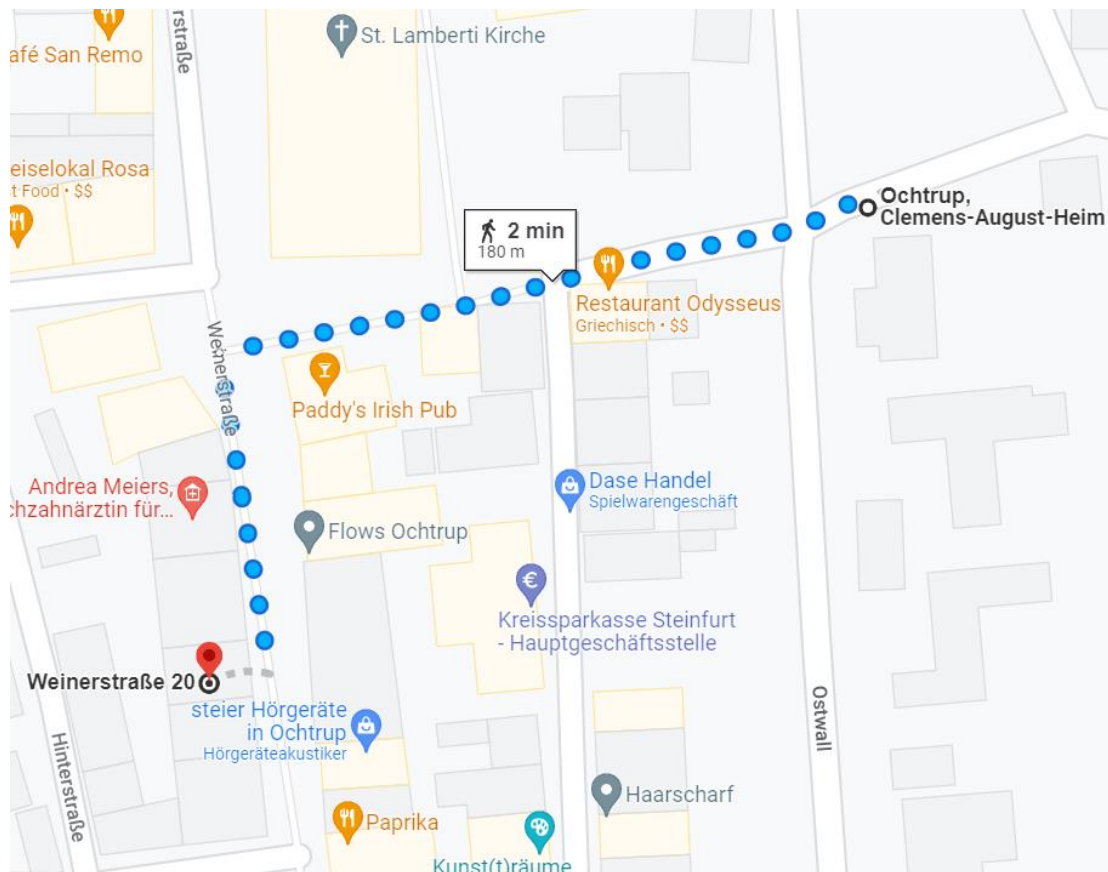 rstraße
afé San Remo
St. Lamberti Kirche
eiselokal Rosa
t Food • $$
Ochtrup,
Clemens-August-Heim
2 min
180 m
Restaurant Odysseus
Griechisch • $$
Weinerstraße
Paddy's Irish Pub
Andrea Meiers,
chzahnärztin für...
Dase Handel
Spielwarengeschäft
Flows Ochtrup
Kreissparkasse Steinfurt
- Hauptgeschäftsstelle
Weinerstraße 20
steier Hörgeräte
in Ochtrup
Hörgeräteakustiker
Ostwall
Hinterstraße
Haarscharf
Paprika
Kunst(t)räume